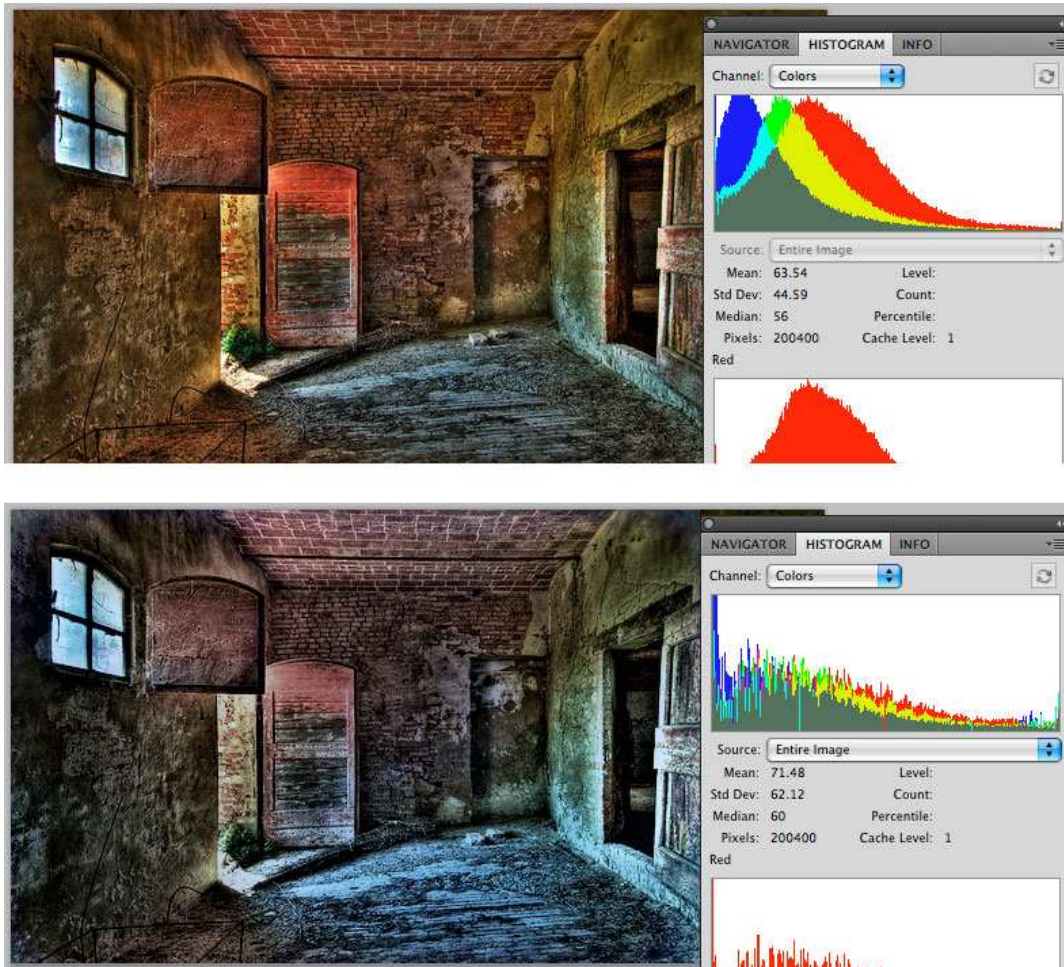 NAVIGATOR HISTOGRAM INFO
Channel: Colors
Source: Entire Image
Mean: 63.54 Level:
Std Dev: 44.59 Count:
Median: 56 Percentile:
Pixels: 200400 Cache Level: 1
Red
NAVIGATOR HISTOGRAM INFO
Channel: Colors
Source: Entire Image
Mean: 71.48 Level:
Std Dev: 62.12 Count:
Median: 60 Percentile:
Pixels: 200400 Cache Level: 1
Red